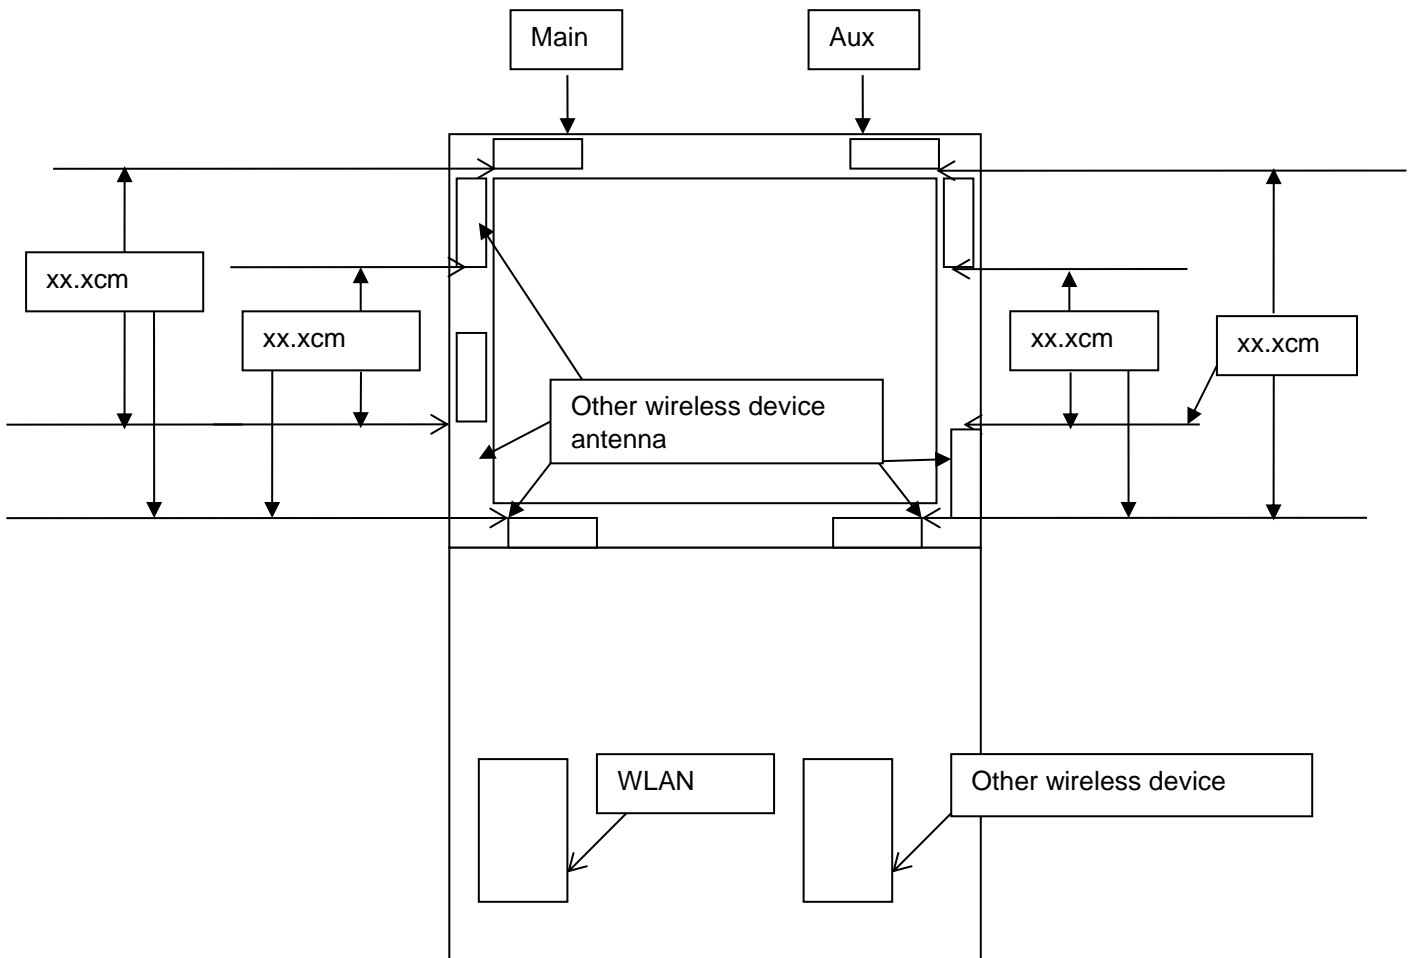 Main
Aux
xx.xcm
xx.xcm
xx.xcm
xx.xcm
Other wireless device
antenna
WLAN
Other wireless device